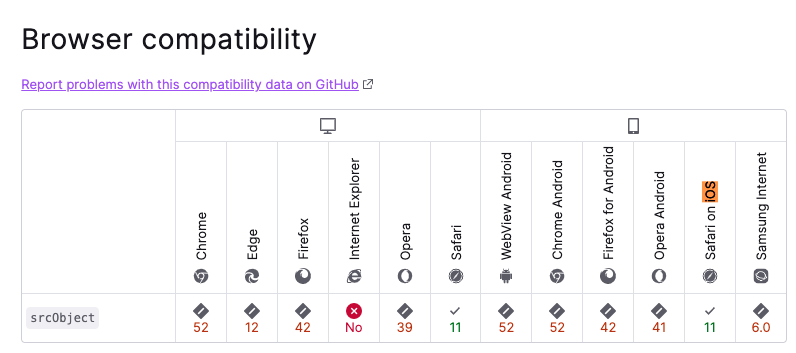 Browser compatibility
Report problems with this compatibility data on GitHub
Chrome
Edge
Firefox
Internet Explorer
Opera
Safari
WebView Android
Chrome Android
Firefox for Android
Opera Android
Safari on iOS
Samsung Internet
srcObject
52 12 42 No 39 11 52 52 42 41 11 6.0